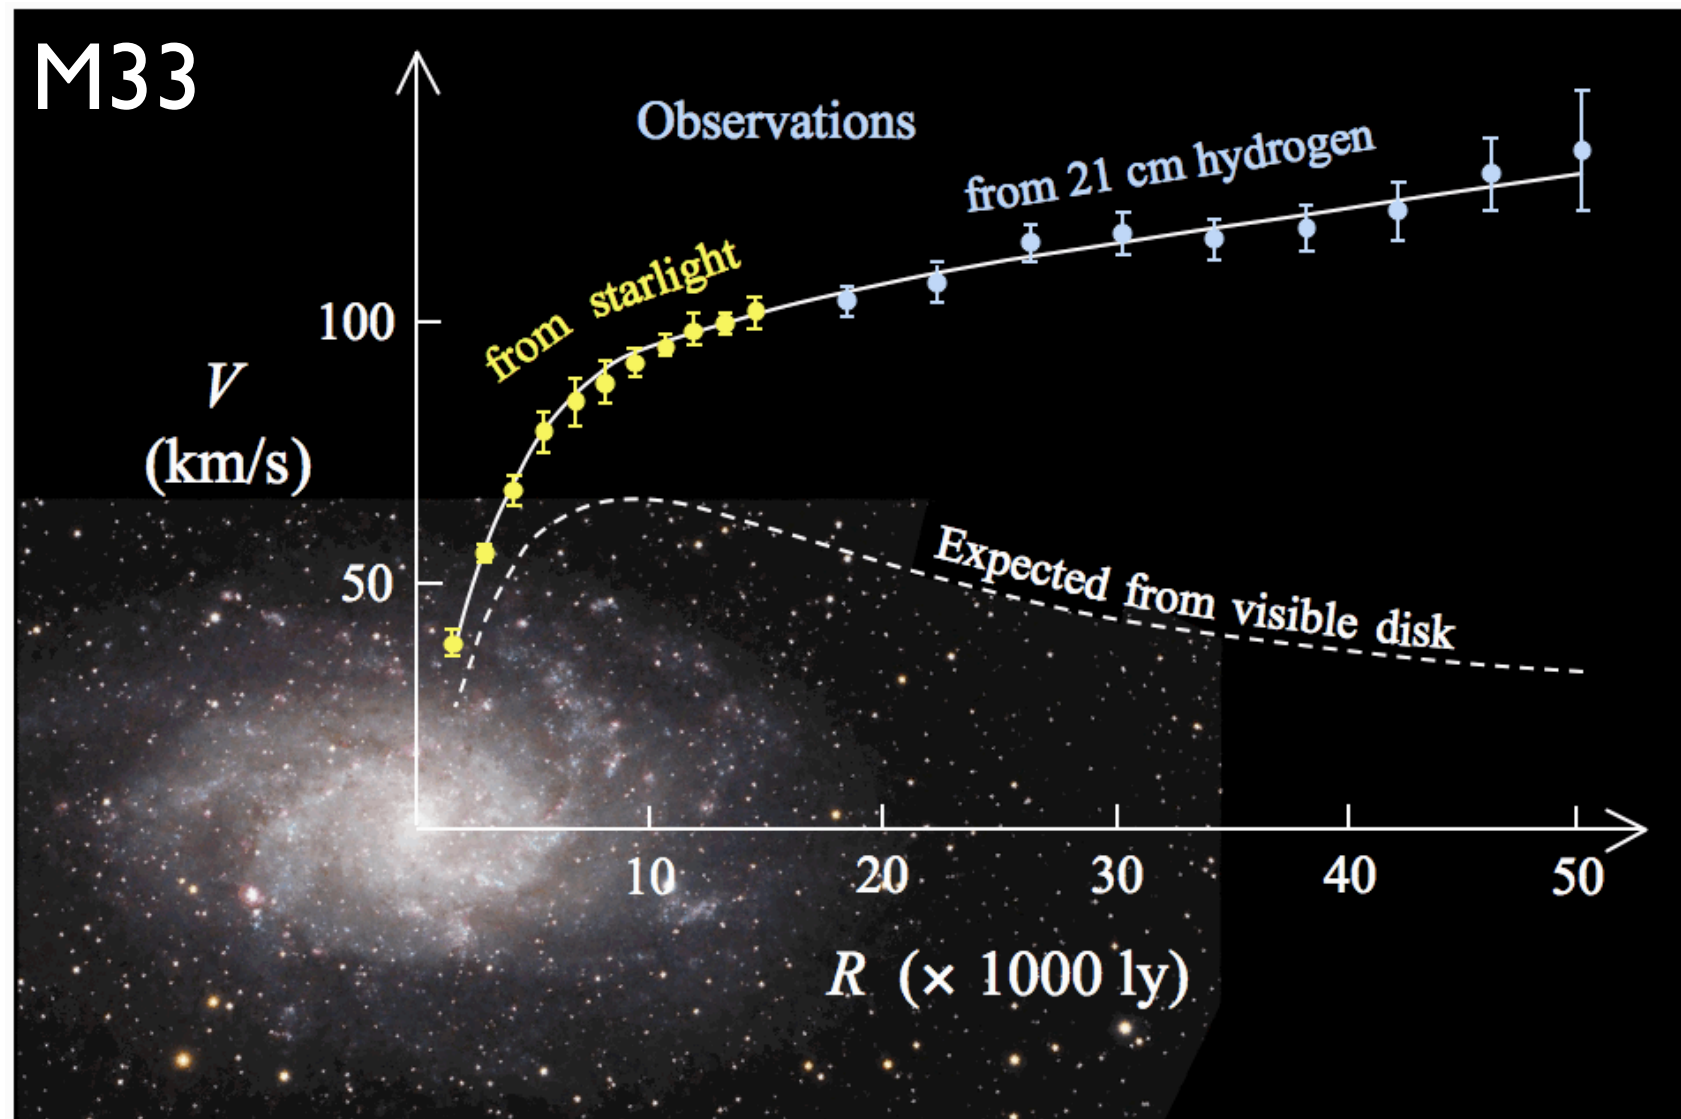 M33
Observations
from 21 cm hydrogen
from starlight
100
V
(km/s)
50
Expected from visible disk
10 20 30 40 50
R (× 1000 ly)